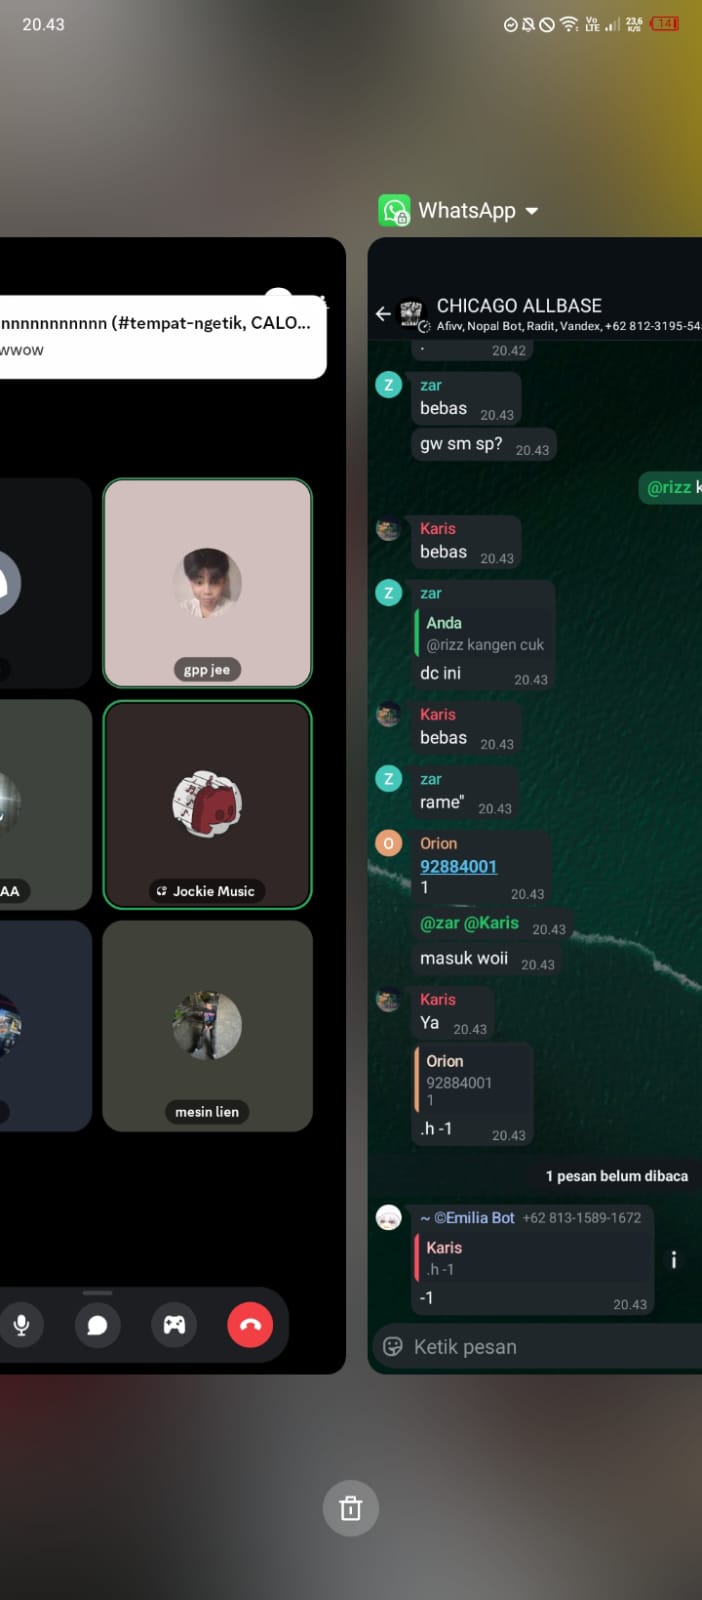 20.43
Vo
LTE
23,6
K/S
14
WhatsApp
nnnnnnnnnnn (#tempat-ngetik, CALO...
wwow
gpp jee
AA
Jockie Music
mesin lien
CHICAGO ALLBASE
Afivv, Nopal Bot, Radit, Vandex, +62 812-3195-54
20.42
Z
zar
bebas 20.43
gw sm sp? 20.43
@rizz k
Karis
bebas 20.43
Z
zar
Anda
@rizz kangen cuk
dc ini 20.43
Karis
bebas 20.43
Z
zar
rame" 20.43
O
Orion
92884001
1 20.43
@zar @Karis 20.43
masuk woii 20.43
Karis
Ya 20.43
Orion
92884001
1
.h -1 20.43
1 pesan belum dibaca
~ ©Emilia Bot +62 813-1589-1672
Karis
.h -1
-1 20.43
Ketik pesan